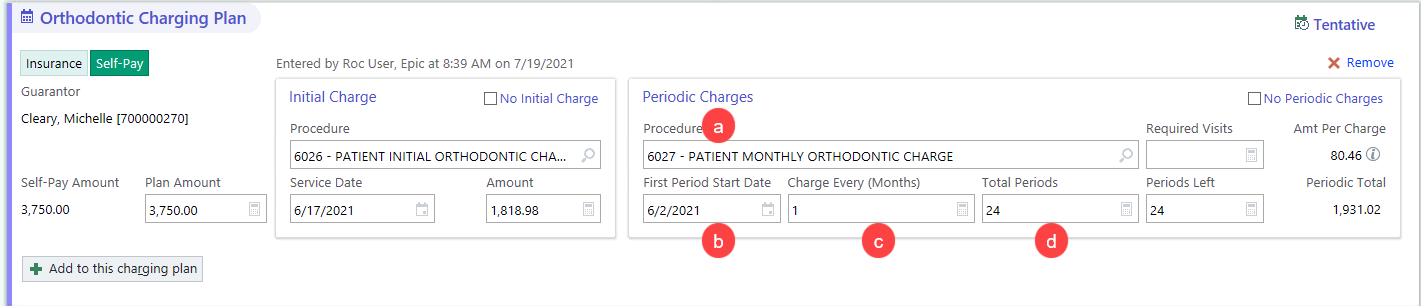 Orthodontic Charging Plan
Tentative
Insurance Self-Pay Entered by Roc User, Epic at 8:39 AM on 7/19/2021 Remove
Guarantor
Cleary, Michelle [700000270]
Self-Pay Amount Plan Amount
3,750.00 3,750.00
Initial Charge No Initial Charge
Procedure
6026 - PATIENT INITIAL ORTHODONTIC CHA...
Service Date Amount
6/17/2021 1,818.98
Periodic Charges No Periodic Charges
a
Procedure Required Visits Amt Per Charge
6027 - PATIENT MONTHLY ORTHODONTIC CHARGE 80.46
First Period Start Date Charge Every (Months) Total Periods Periods Left Periodic Total
6/2/2021 1 24 24 1,931.02
b c d
Add to this charging plan